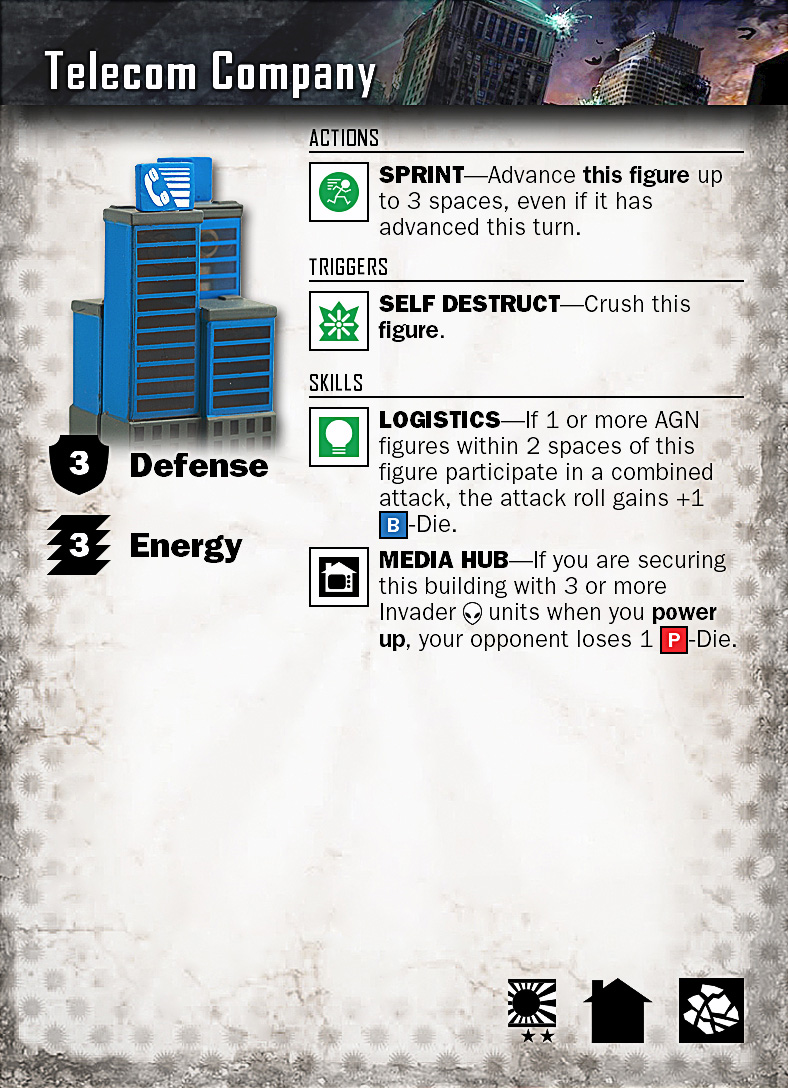 Telecom Company
ACTIONS
SPRINT—Advance this figure up
to 3 spaces, even if it has
advanced this turn.
TRIGGERS
SELF DESTRUCT—Crush this
figure.
SKILLS
LOGISTICS—If 1 or more AGN
figures within 2 spaces of this
figure participate in a combined
attack, the attack roll gains +1
B-Die.
MEDIA HUB—If you are securing
this building with 3 or more
Invader units when you power
up, your opponent loses 1 P-Die.
3 Defense
3 Energy